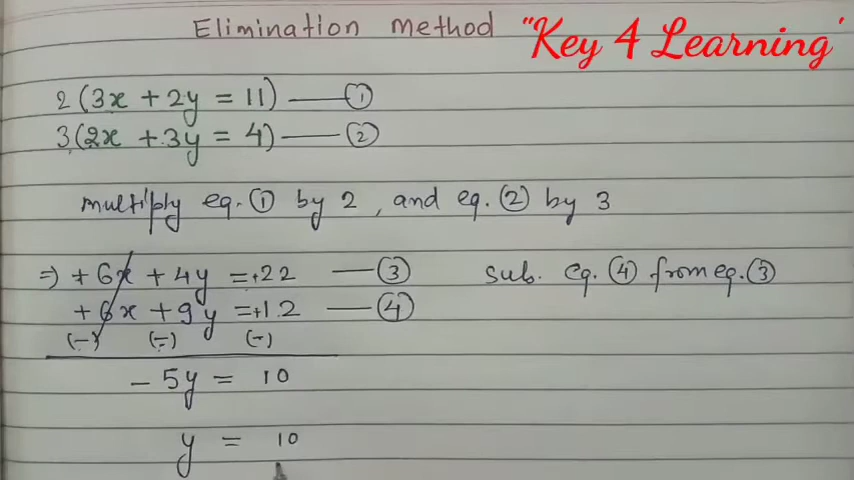 Elimination method "Key 4 Learning'
2 (3x + 2y = 11) —— ①
3(2x + 3y = 4) —— ②
multiply eq. ① by 2 , and eq. ② by 3
⇒ + 6x + 4y = +22 —— ③ sub. eq. ④ from eq. ③
+ 6x + 9y = +12 —— ④
(-) (-) (-)
- 5y = 10
y = 10